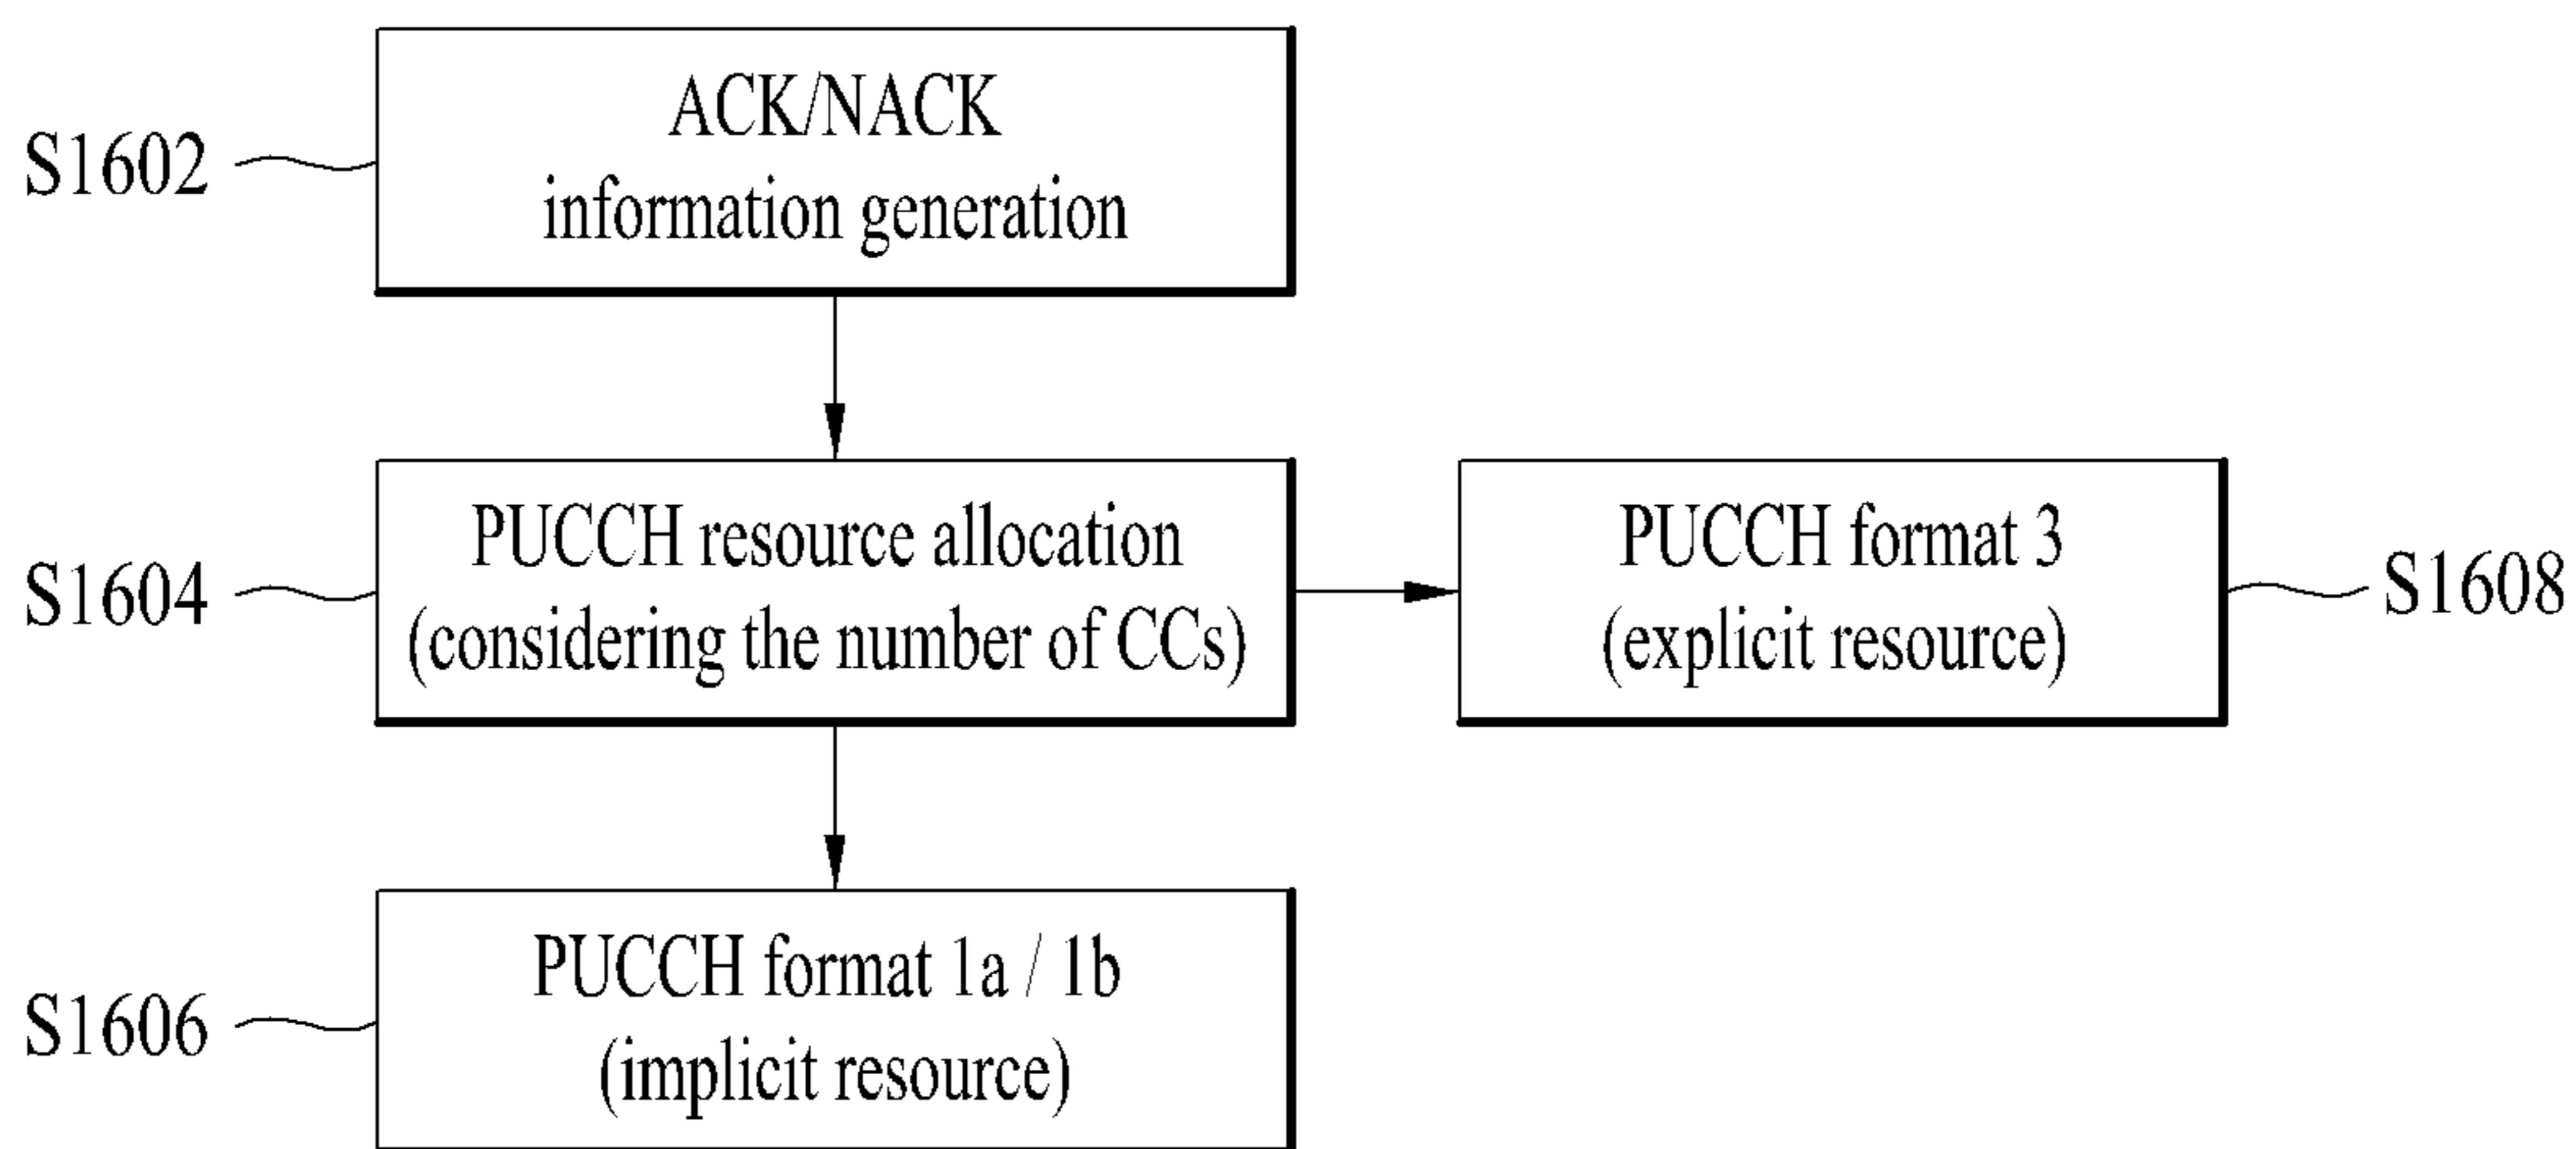 S1602
ACK/NACK
information generation
S1604
PUCCH resource allocation
(considering the number of CCs)
PUCCH format 3
(explicit resource)
S1608
S1606
PUCCH format 1a / 1b
(implicit resource)